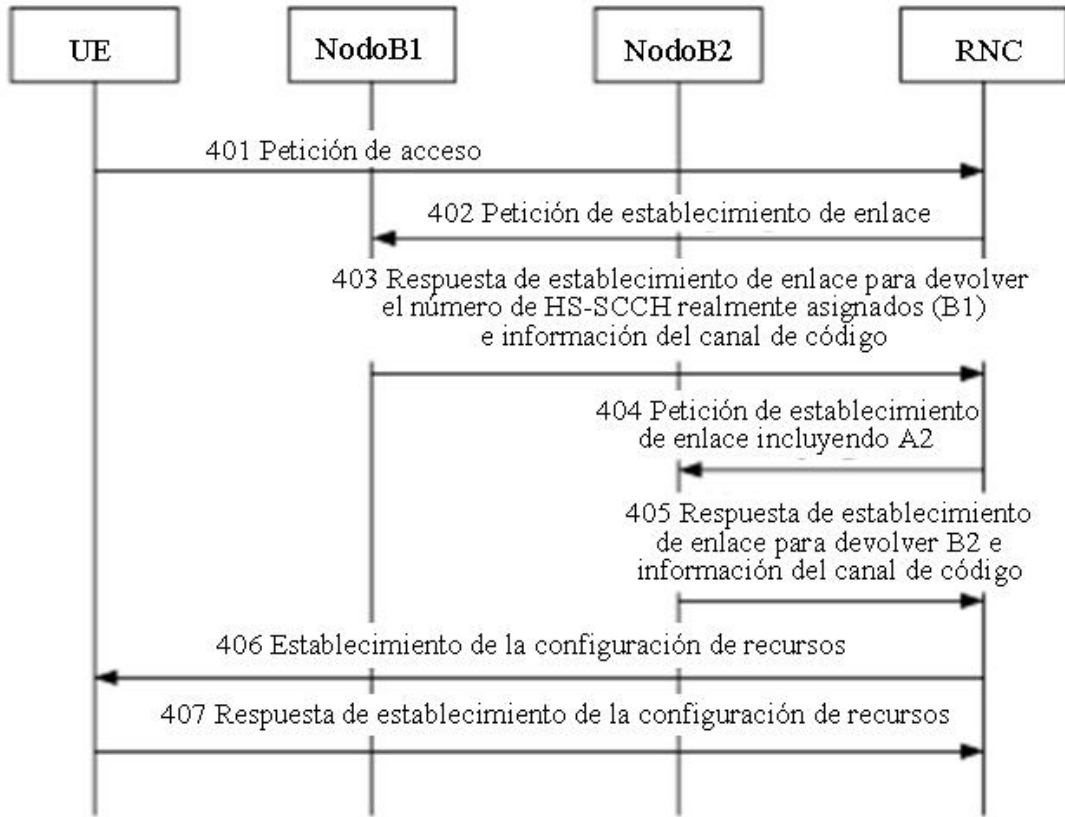 UE
NodoB1
NodoB2
RNC
401 Petición de acceso
402 Petición de establecimiento de enlace
403 Respuesta de establecimiento de enlace para devolver
el número de HS-SCCH realmente asignados (B1)
e información del canal de código
404 Petición de establecimiento
de enlace incluyendo A2
405 Respuesta de establecimiento
de enlace para devolver B2 e
información del canal de código
406 Establecimiento de la configuración de recursos
407 Respuesta de establecimiento de la configuración de recursos